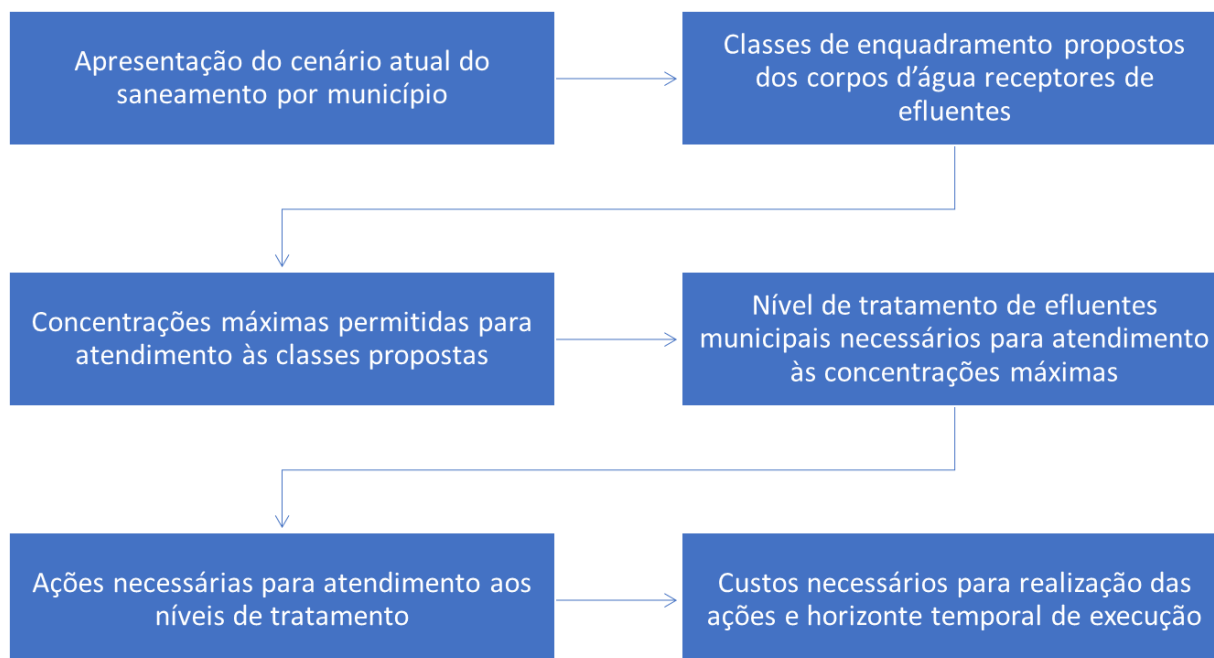 Apresentação do cenário atual do
saneamento por município
Classes de enquadramento propostos
dos corpos d’água receptores de
efluentes
Concentrações máximas permitidas para
atendimento às classes propostas
Nível de tratamento de efluentes
municipais necessários para atendimento
às concentrações máximas
Ações necessárias para atendimento aos
níveis de tratamento
Custos necessários para realização das
ações e horizonte temporal de execução